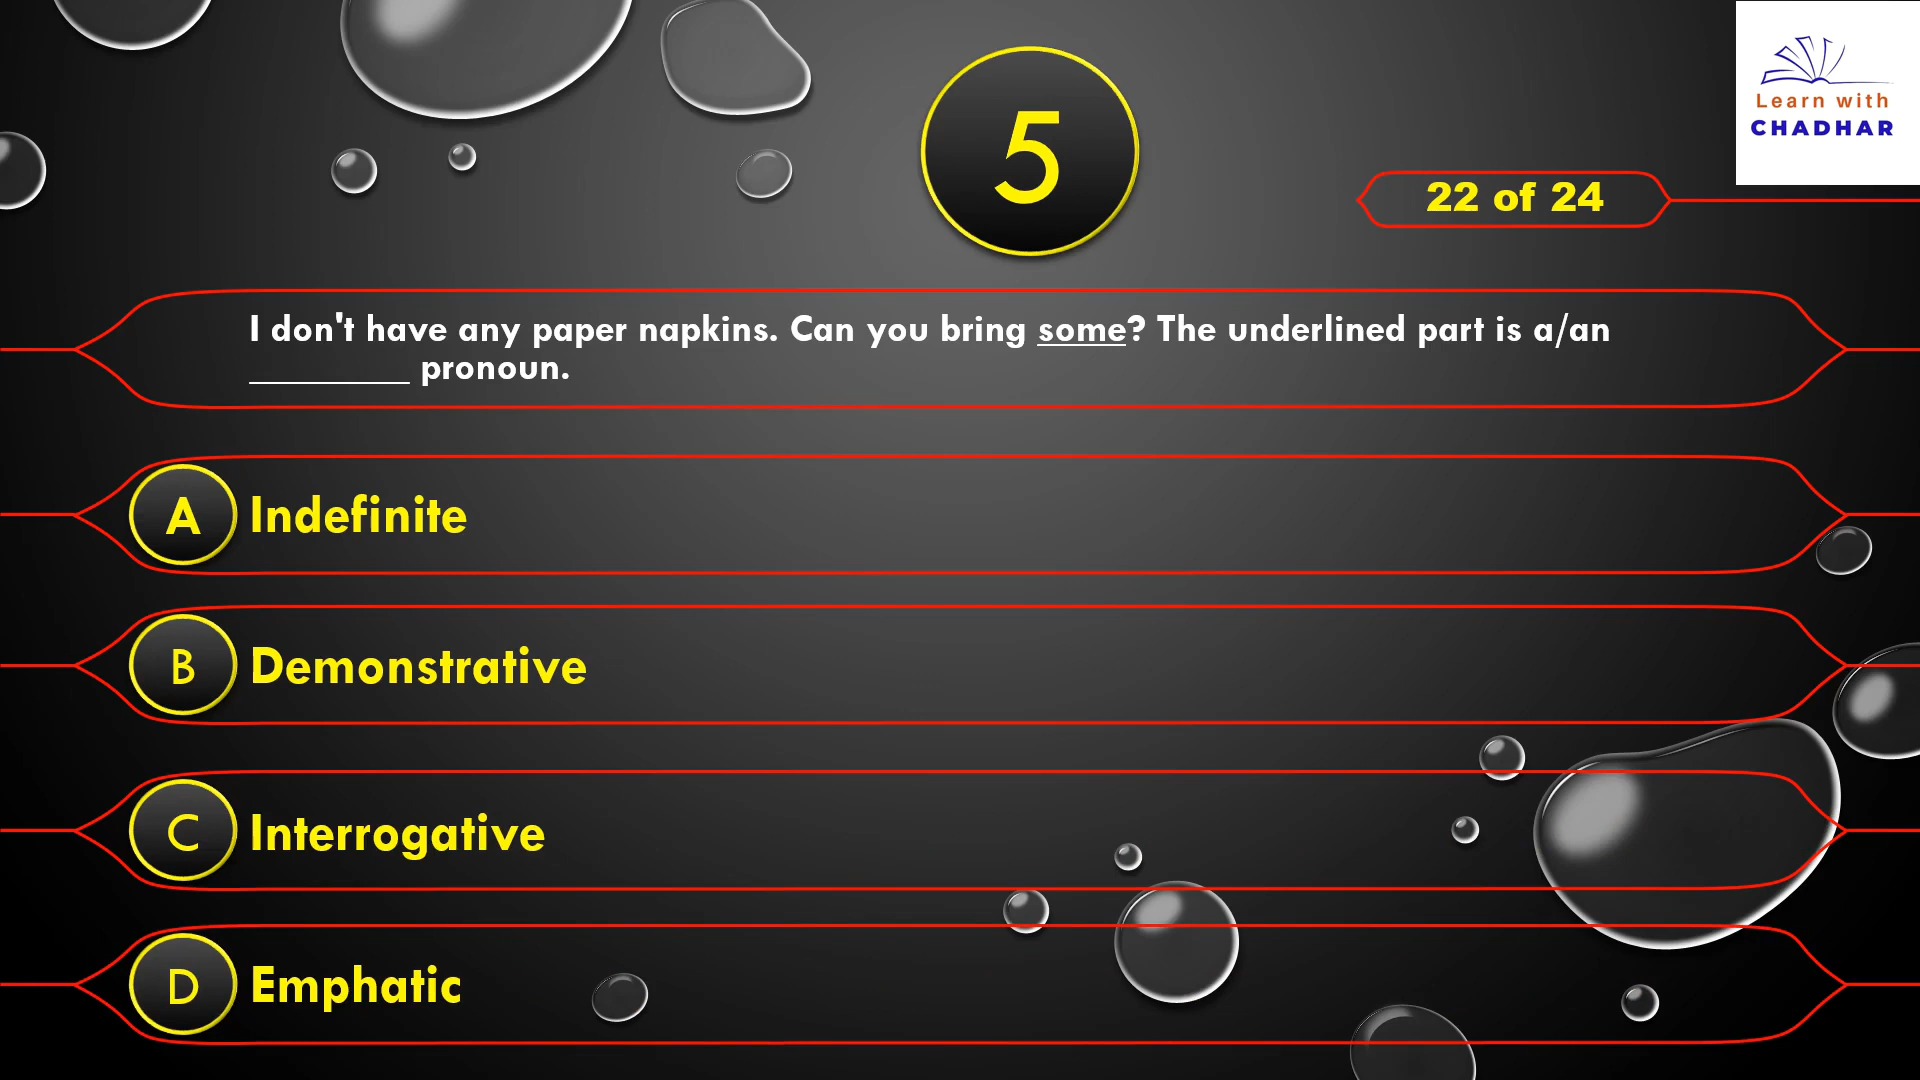 5
Learn with
CHADHAR
22 of 24
I don't have any paper napkins. Can you bring some? The underlined part is a/an
__________ pronoun.
A Indefinite
B Demonstrative
C Interrogative
D Emphatic